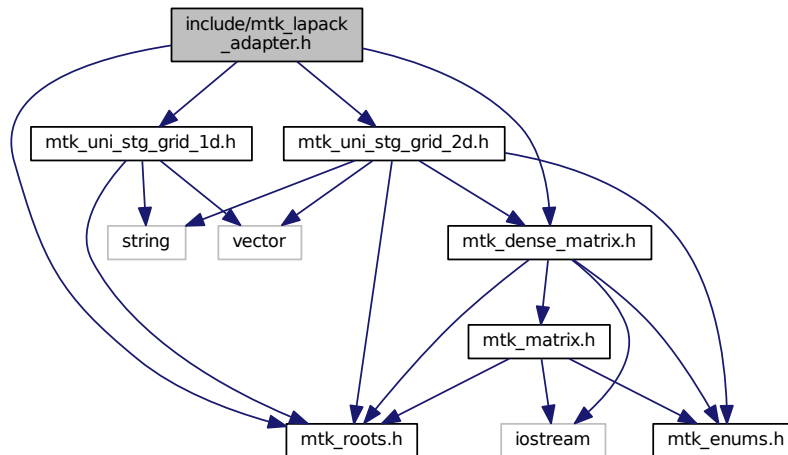 include/mtk_lapack
_adapter.h
mtk_uni_stg_grid_1d.h
mtk_uni_stg_grid_2d.h
string
vector
mtk_dense_matrix.h
mtk_matrix.h
mtk_roots.h
iostream
mtk_enums.h